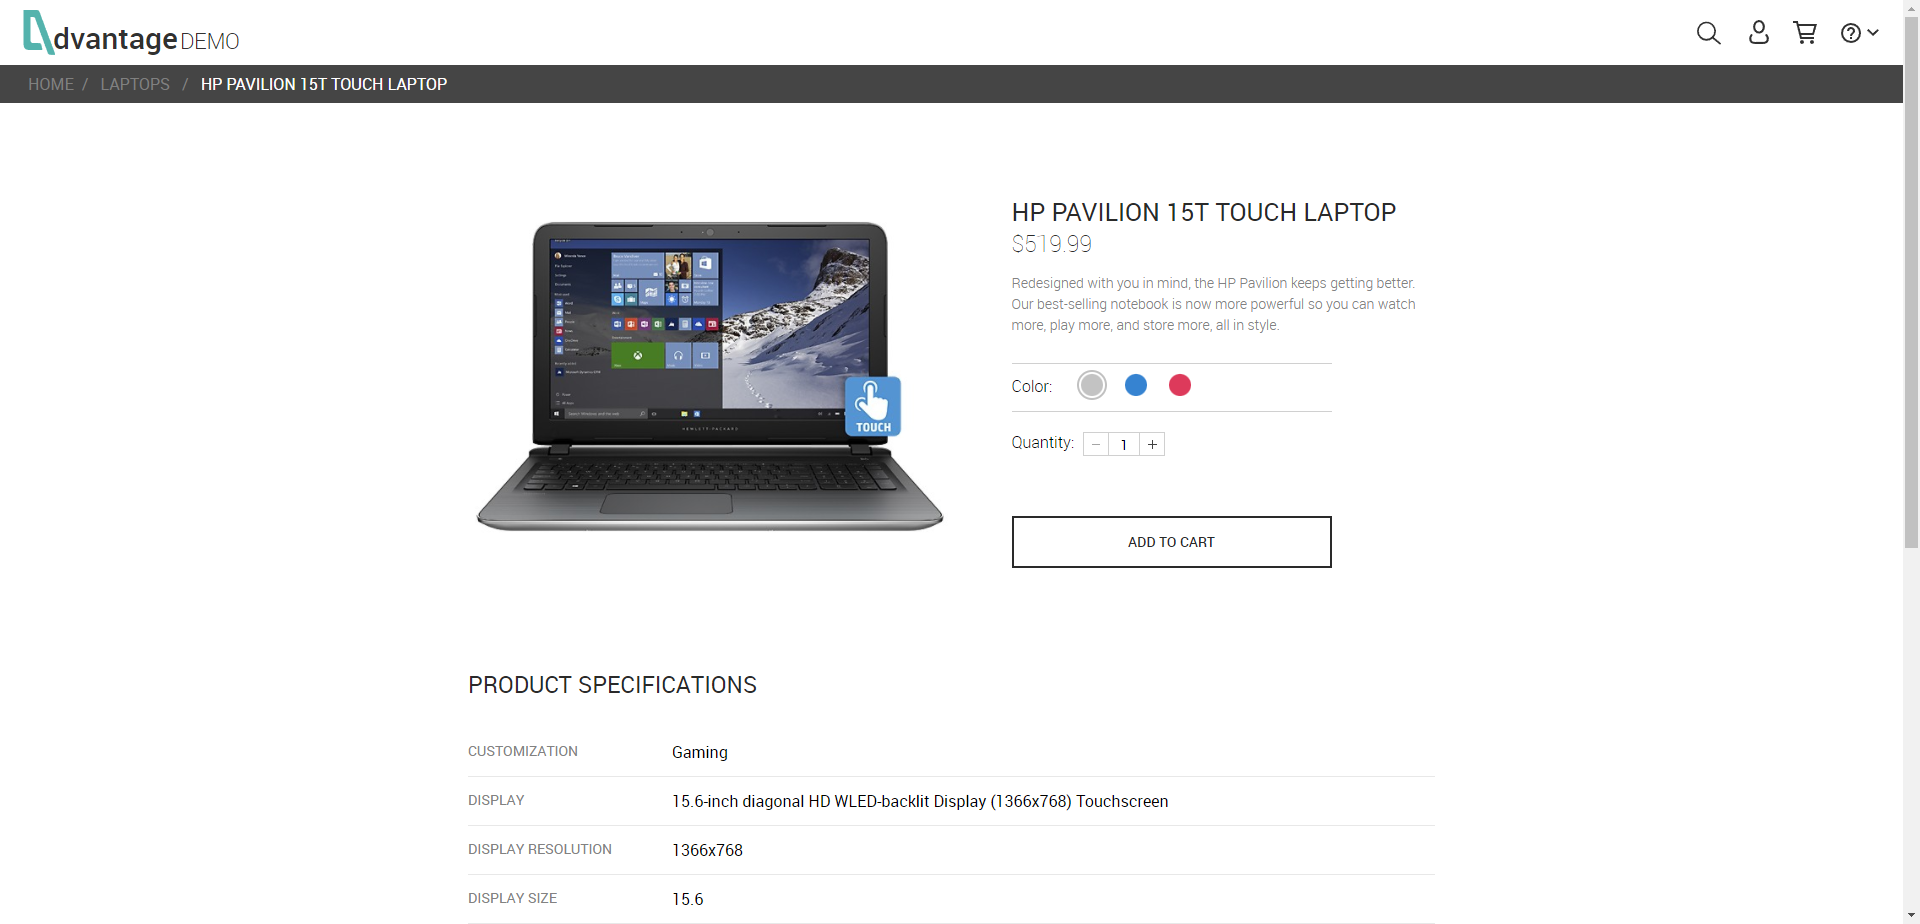 dvantage DEMO
HOME / LAPTOPS / HP PAVILION 15T TOUCH LAPTOP
HP PAVILION 15T TOUCH LAPTOP
$519.99
Redesigned with you in mind, the HP Pavilion keeps getting better.
Our best-selling notebook is now more powerful so you can watch
more, play more, and store more, all in style.
Color:
Quantity: − 1 +
TOUCH
HEWLETT-PACKARD
ADD TO CART
PRODUCT SPECIFICATIONS
CUSTOMIZATION Gaming
DISPLAY 15.6-inch diagonal HD WLED-backlit Display (1366x768) Touchscreen
DISPLAY RESOLUTION 1366x768
DISPLAY SIZE 15.6